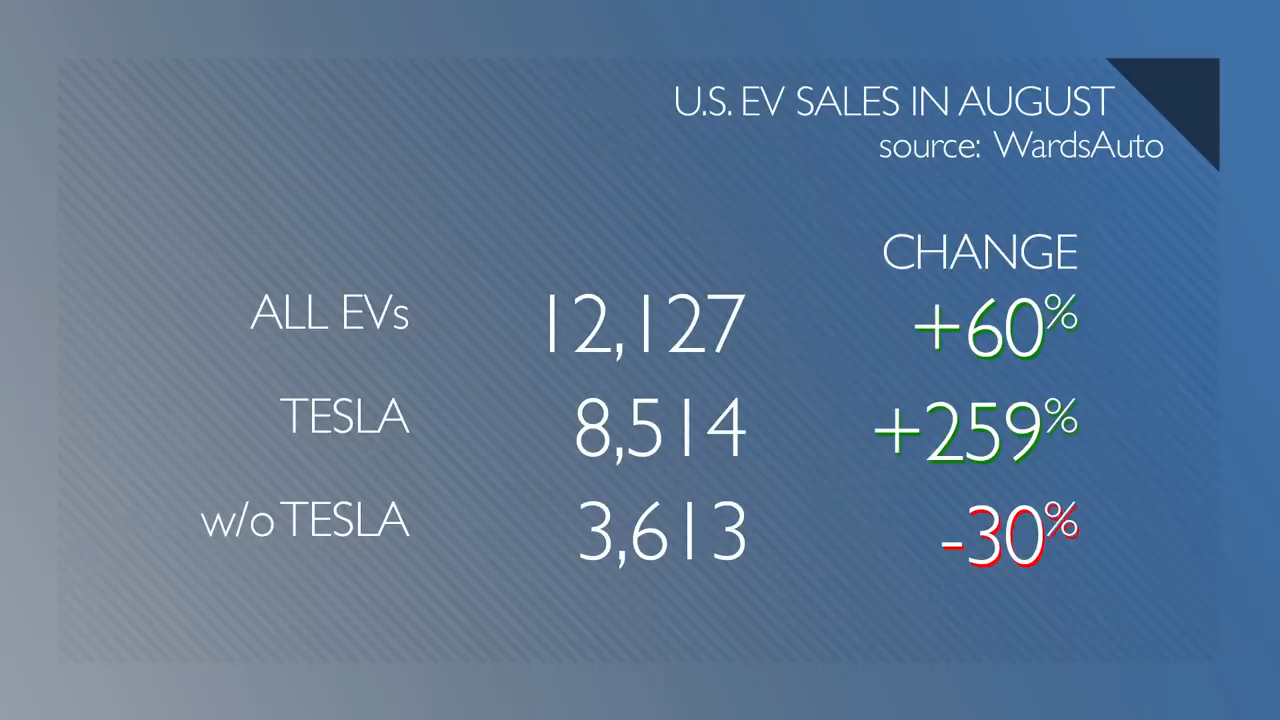 U.S. EV SALES IN AUGUST
source: WardsAuto
CHANGE
ALL EVs 12,127 +60%
TESLA 8,514 +259%
w/o TESLA 3,613 -30%